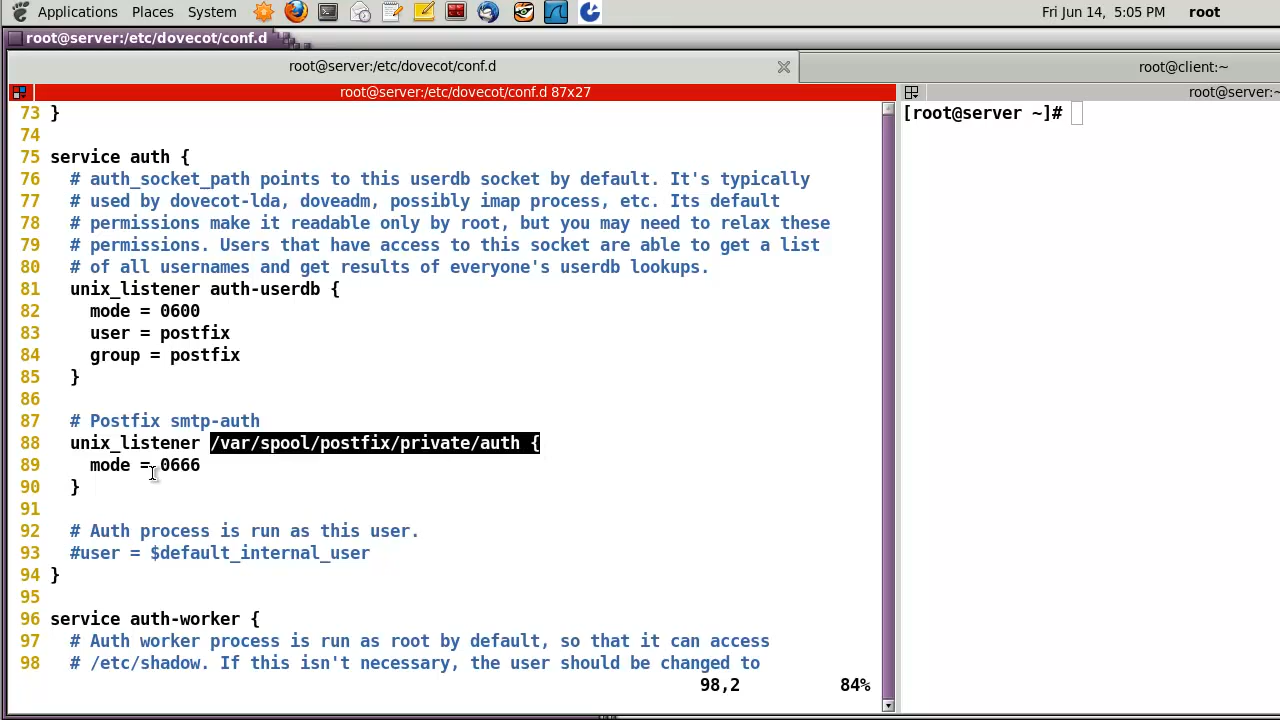 Applications Places System Fri Jun 14, 5:05 PM root
root@server:/etc/dovecot/conf.d
root@server:/etc/dovecot/conf.d root@client:~
root@server:/etc/dovecot/conf.d 87x27 root@server:~
73 }
74
75 service auth {
76 # auth_socket_path points to this userdb socket by default. It's typically
77 # used by dovecot-lda, doveadm, possibly imap process, etc. Its default
78 # permissions make it readable only by root, but you may need to relax these
79 # permissions. Users that have access to this socket are able to get a list
80 # of all usernames and get results of everyone's userdb lookups.
81 unix_listener auth-userdb {
82 mode = 0600
83 user = postfix
84 group = postfix
85 }
86
87 # Postfix smtp-auth
88 unix_listener /var/spool/postfix/private/auth {
89 mode = 0666
90 }
91
92 # Auth process is run as this user.
93 #user = $default_internal_user
94 }
95
96 service auth-worker {
97 # Auth worker process is run as root by default, so that it can access
98 # /etc/shadow. If this isn't necessary, the user should be changed to
98,2 84%
[root@server ~]#